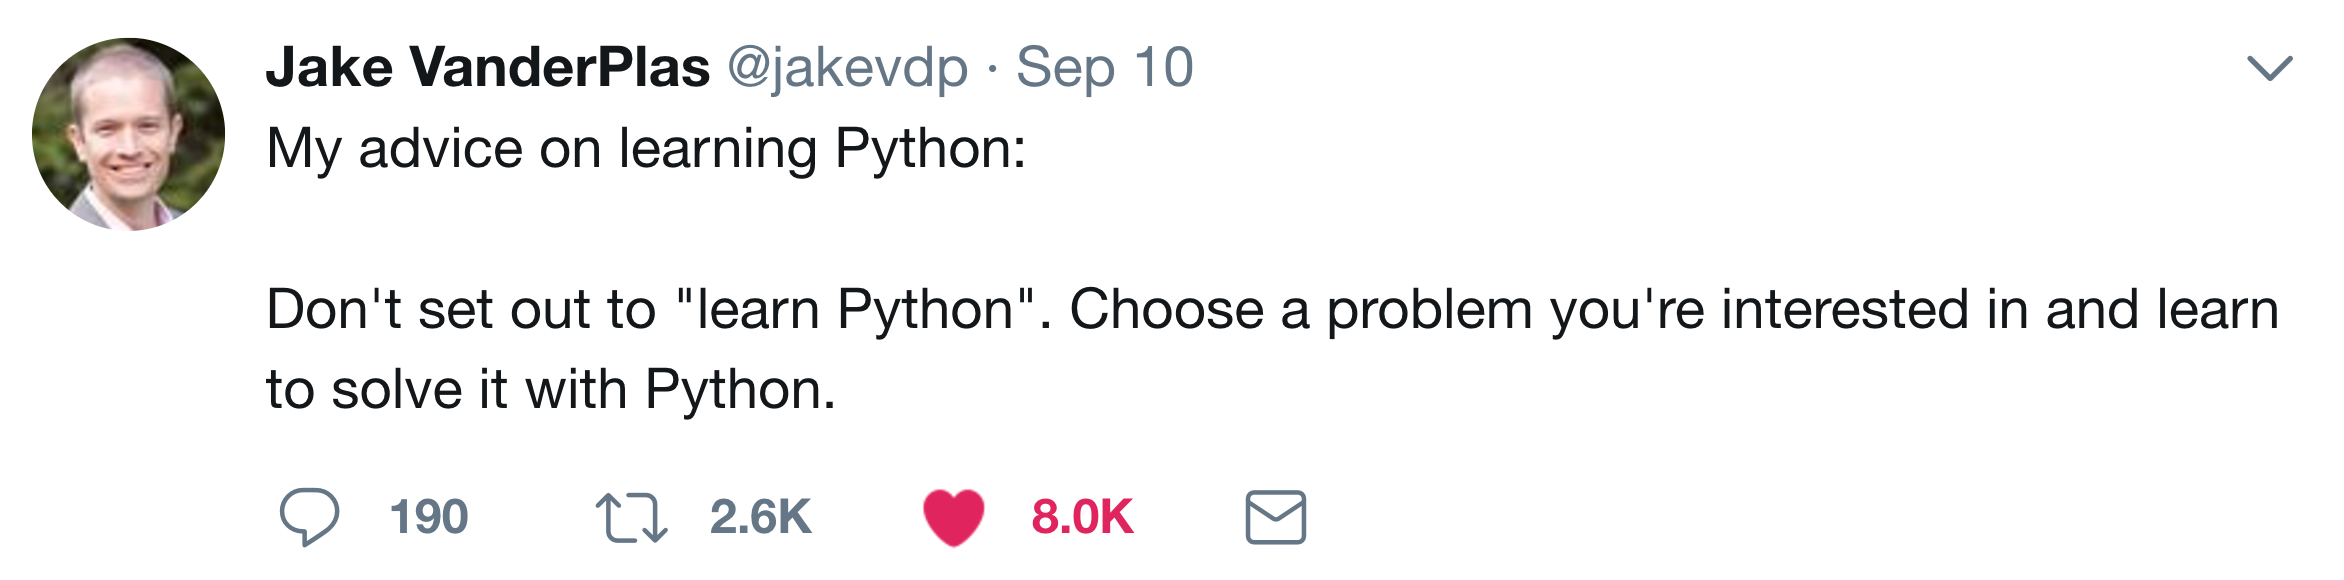 Jake VanderPlas @jakevdp · Sep 10
My advice on learning Python:
Don't set out to "learn Python". Choose a problem you're interested in and learn
to solve it with Python.
190 2.6K 8.0K